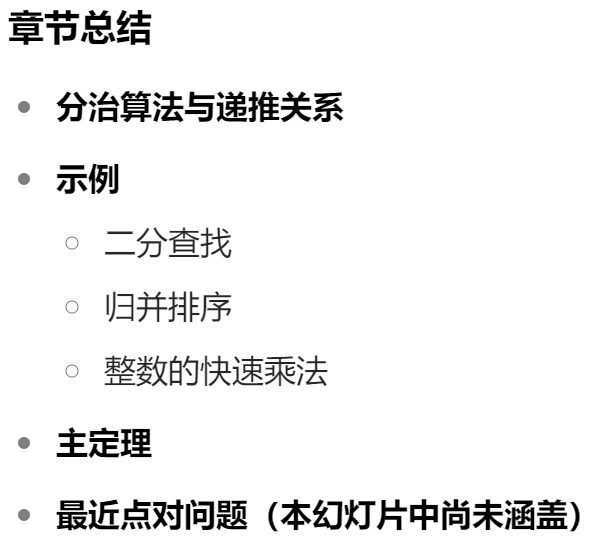 章节总结
分治算法与递推关系
示例
二分查找
归并排序
整数的快速乘法
主定理
最近点对问题（本幻灯片中尚未涵盖）